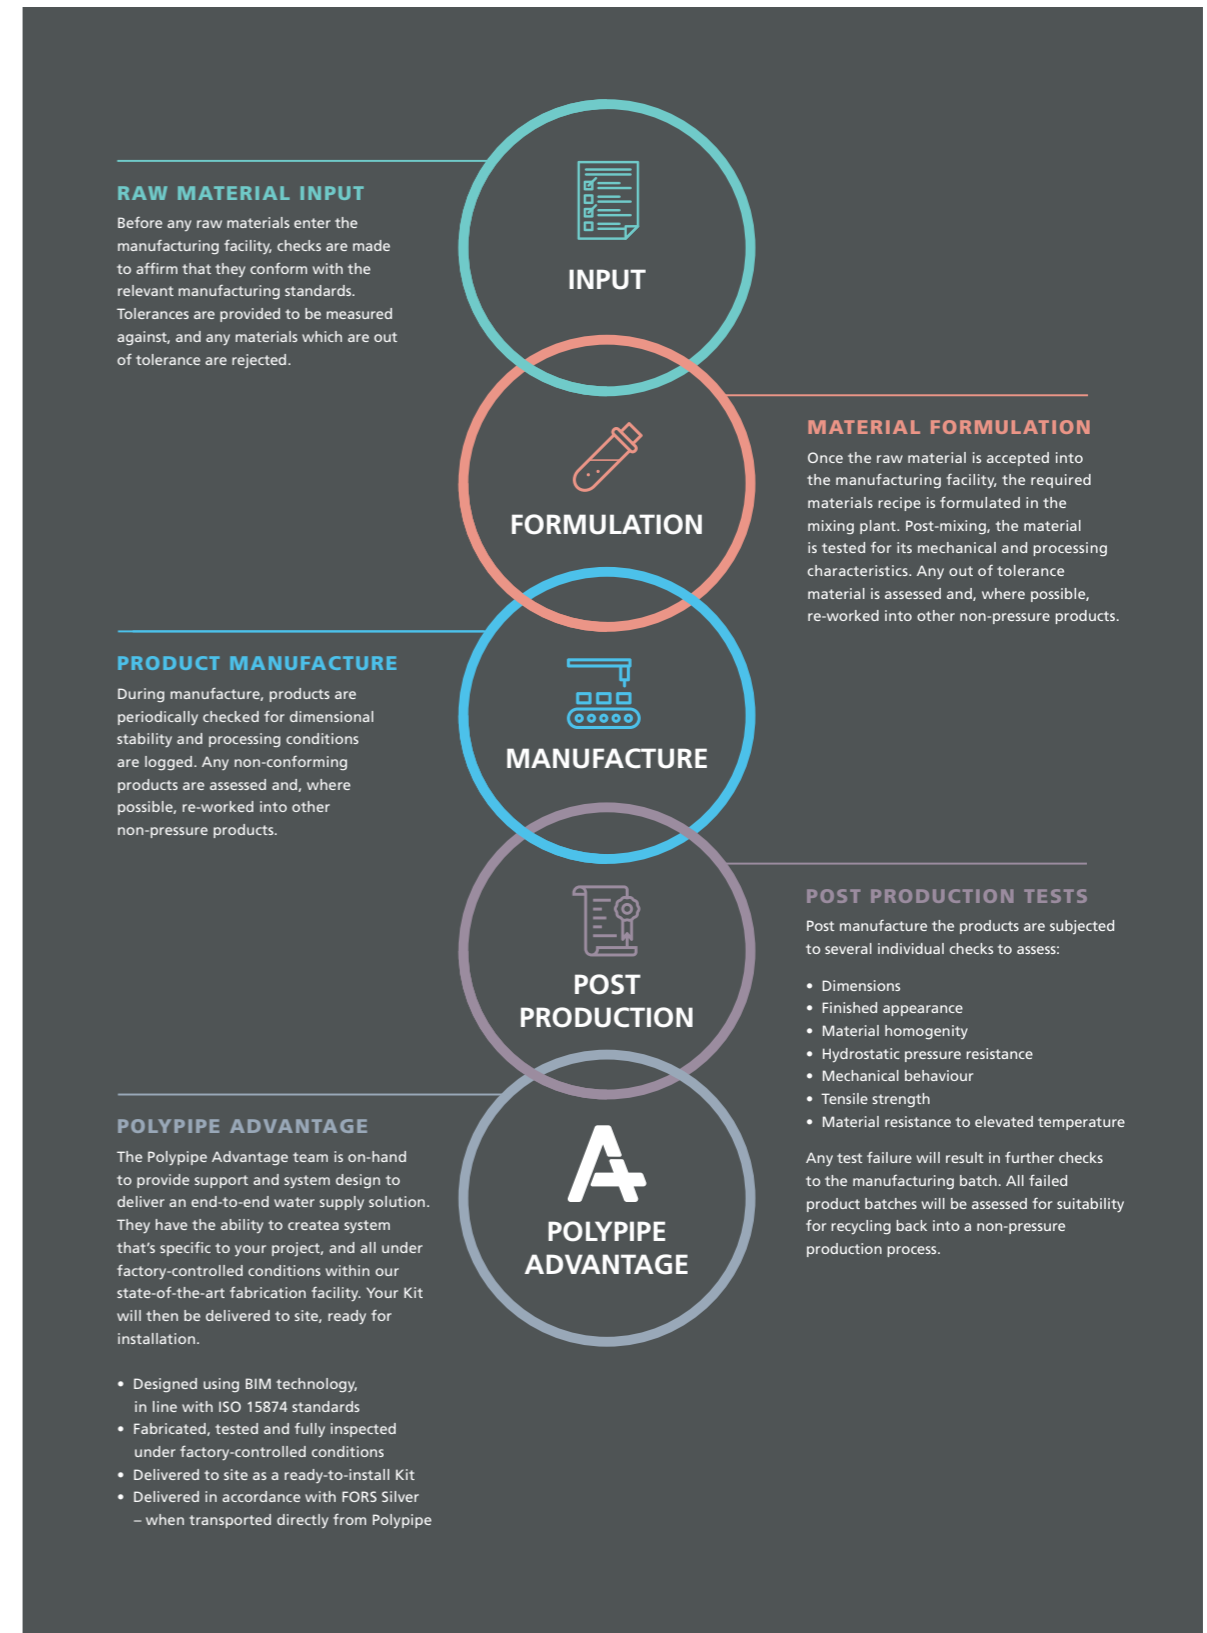 INPUT
RAW MATERIAL INPUT
Before any raw materials enter the
manufacturing facility, checks are made
to affirm that they conform with the
relevant manufacturing standards.
Tolerances are provided to be measured
against, and any materials which are out
of tolerance are rejected.
FORMULATION
MATERIAL FORMULATION
Once the raw material is accepted into
the manufacturing facility, the required
materials recipe is formulated in the
mixing plant. Post-mixing, the material
is tested for its mechanical and processing
characteristics. Any out of tolerance
material is assessed and, where possible,
re-worked into other non-pressure products.
MANUFACTURE
PRODUCT MANUFACTURE
During manufacture, products are
periodically checked for dimensional
stability and processing conditions
are logged. Any non-conforming
products are assessed and, where
possible, re-worked into other
non-pressure products.
POST
PRODUCTION
POST PRODUCTION TESTS
Post manufacture the products are subjected
to several individual checks to assess:
• Dimensions
• Finished appearance
• Material homogenity
• Hydrostatic pressure resistance
• Mechanical behaviour
• Tensile strength
• Material resistance to elevated temperature
Any test failure will result in further checks
to the manufacturing batch. All failed
product batches will be assessed for suitability
for recycling back into a non-pressure
production process.
POLYPIPE
ADVANTAGE
POLYPIPE ADVANTAGE
The Polypipe Advantage team is on-hand
to provide support and system design to
deliver an end-to-end water supply solution.
They have the ability to createa system
that's specific to your project, and all under
factory-controlled conditions within our
state-of-the-art fabrication facility. Your Kit
will then be delivered to site, ready for
installation.
• Designed using BIM technology,
in line with ISO 15874 standards
• Fabricated, tested and fully inspected
under factory-controlled conditions
• Delivered to site as a ready-to-install Kit
• Delivered in accordance with FORS Silver
– when transported directly from Polypipe